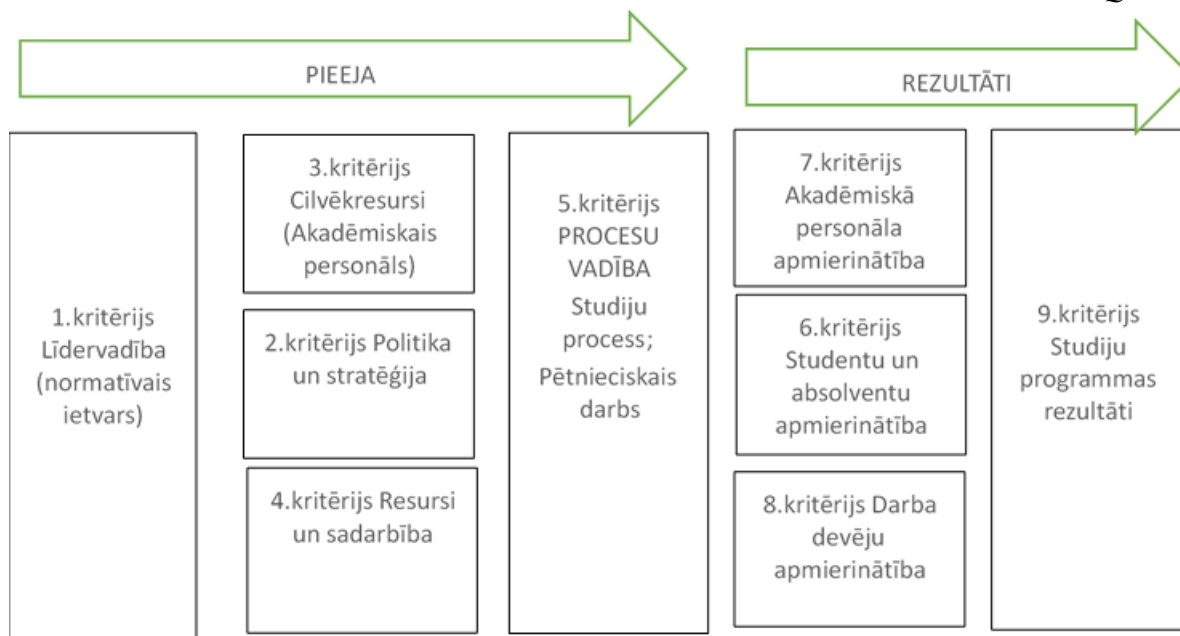 PIEEJA
REZULTĀTI
1.kritērijs
Līdervadība
(normatīvais
ietvars)
3.kritērijs
Cilvēkresursi
(Akadēmiskais
personāls)
2.kritērijs Politika
un stratēģija
4.kritērijs Resursi
un sadarbība
5.kritērijs
PROCESU
VADĪBA
Studiju
process;
Pētnieciskais
darbs
7.kritērijs
Akadēmiskā
personāla
apmierinātība
6.kritērijs
Studentu un
absolventu
apmierinātība
8.kritērijs Darba
devēju
apmierinātība
9.kritērijs
Studiju
programmas
rezultāti